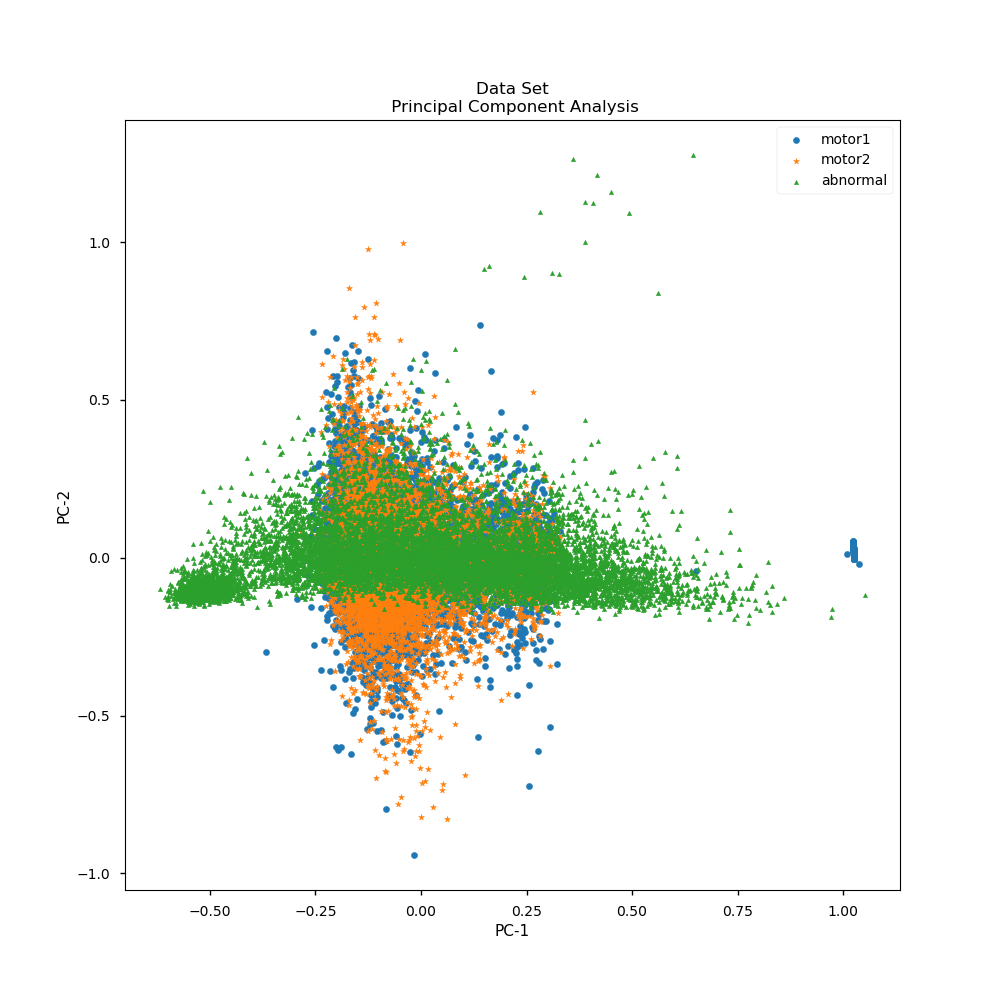 Data Set
Principal Component Analysis
motor1
motor2
abnormal
1.0
0.5
0.0
−0.5
−1.0
PC-2
−0.50
−0.25
0.00
0.25
0.50
0.75
1.00
PC-1